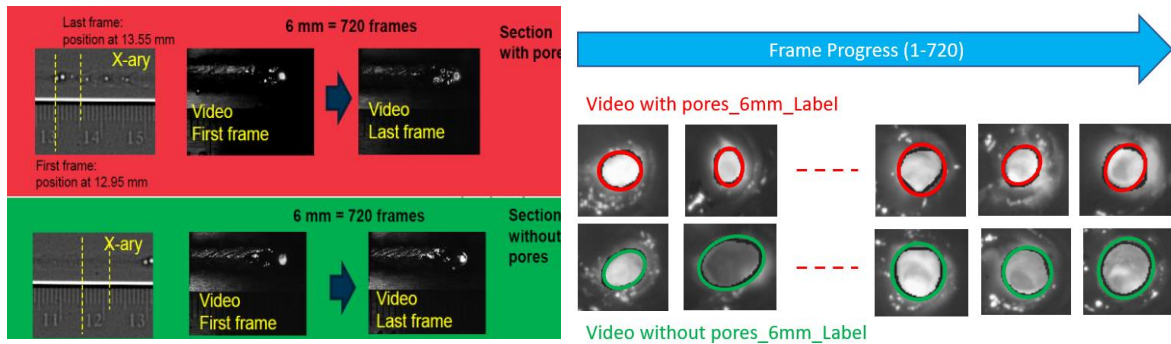 Last frame:
position at 13.55 mm
X-ary
6 mm = 720 frames
Section
with pore
Video
First frame
Video
Last frame
13 14 15
First frame:
position at 12.95 mm
6 mm = 720 frames
Section
without
pores
X-ary
Video
First frame
Video
Last frame
11 12 13
Frame Progress (1-720)
Video with pores_6mm_Label
Video without pores_6mm_Label